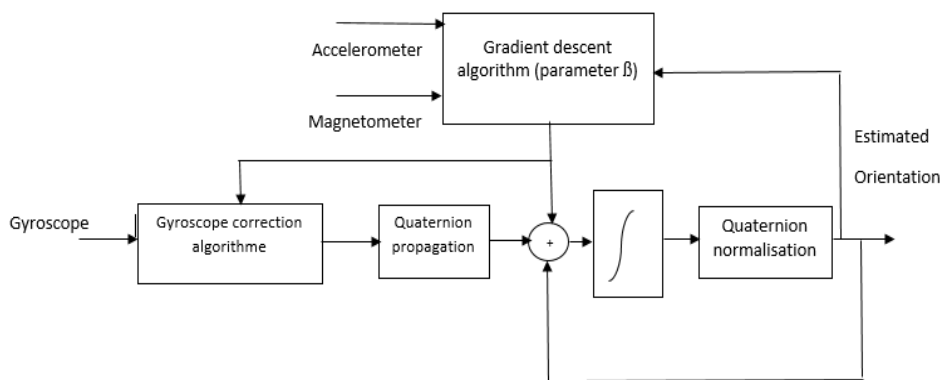 Accelerometer
Gradient descent
algorithm (parameter ß)
Magnetometer
Estimated
Orientation
Gyroscope
Gyroscope correction
algorithme
Quaternion
propagation
+
Quaternion
normalisation